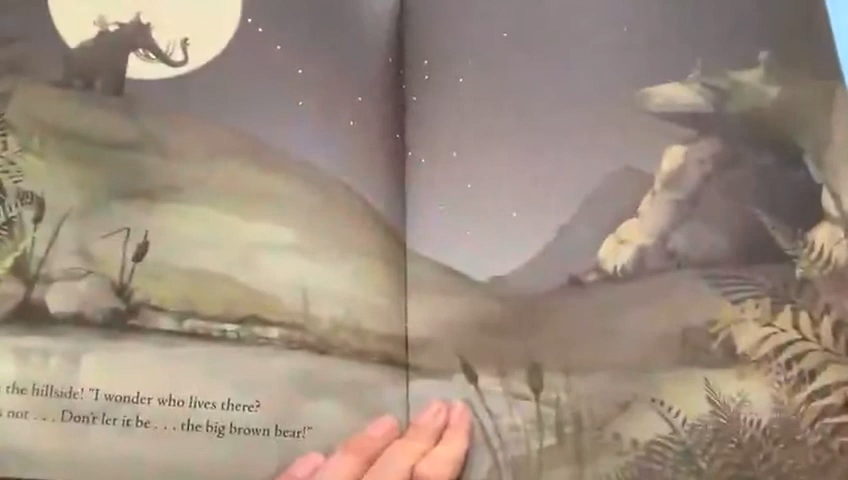 the hillside! "I wonder who lives there?
not . . . Don't let it be . . . the big brown bear!"